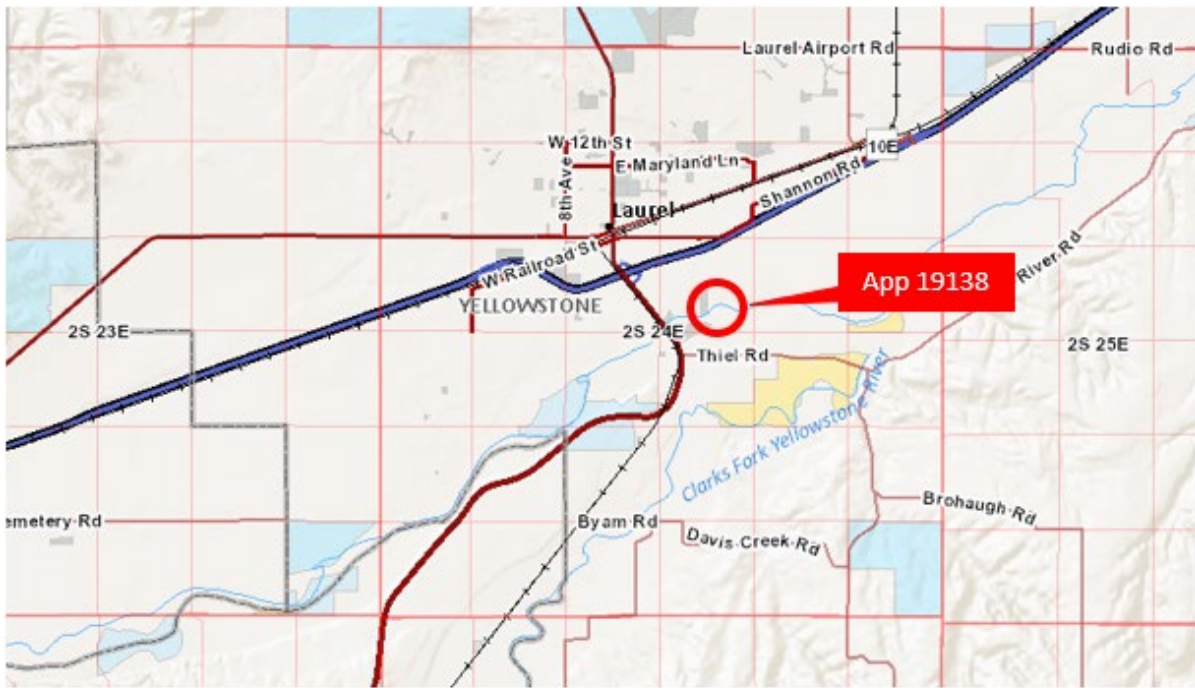 Laurel Airport Rd
Rudio Rd
W 12th St
10E
E Maryland Ln
8th Ave
Shannon Rd
Laurel
W Railroad St
River Rd
App 19138
YELLOWSTONE
2S 23E
2S 24E
2S 25E
Thiel Rd
Clarks Fork Yellowstone River
Brohaugh Rd
emetery Rd
Byam Rd
Davis Creek Rd